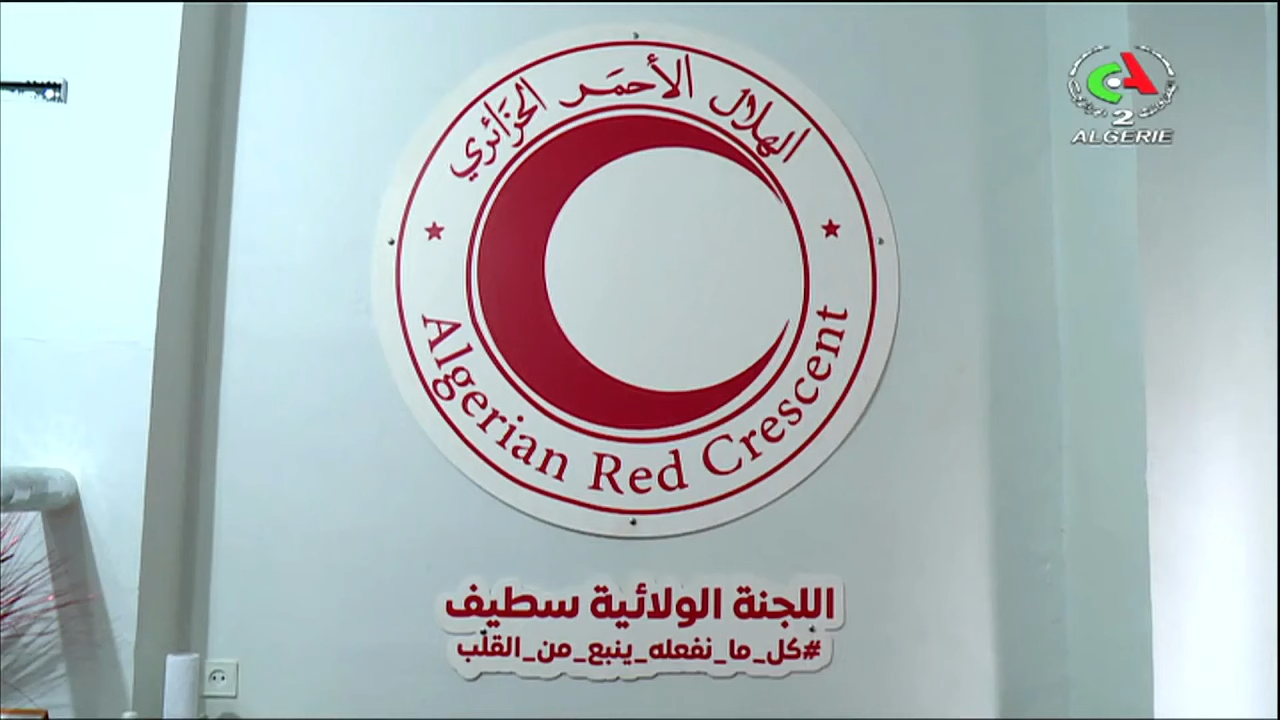 الهلال الأحمر الجزائري
Algerian Red Crescent
اللجنة الولائية سطيف
#كل_ما_نفعله_ينبع_من_القلب
2
ALGERIE